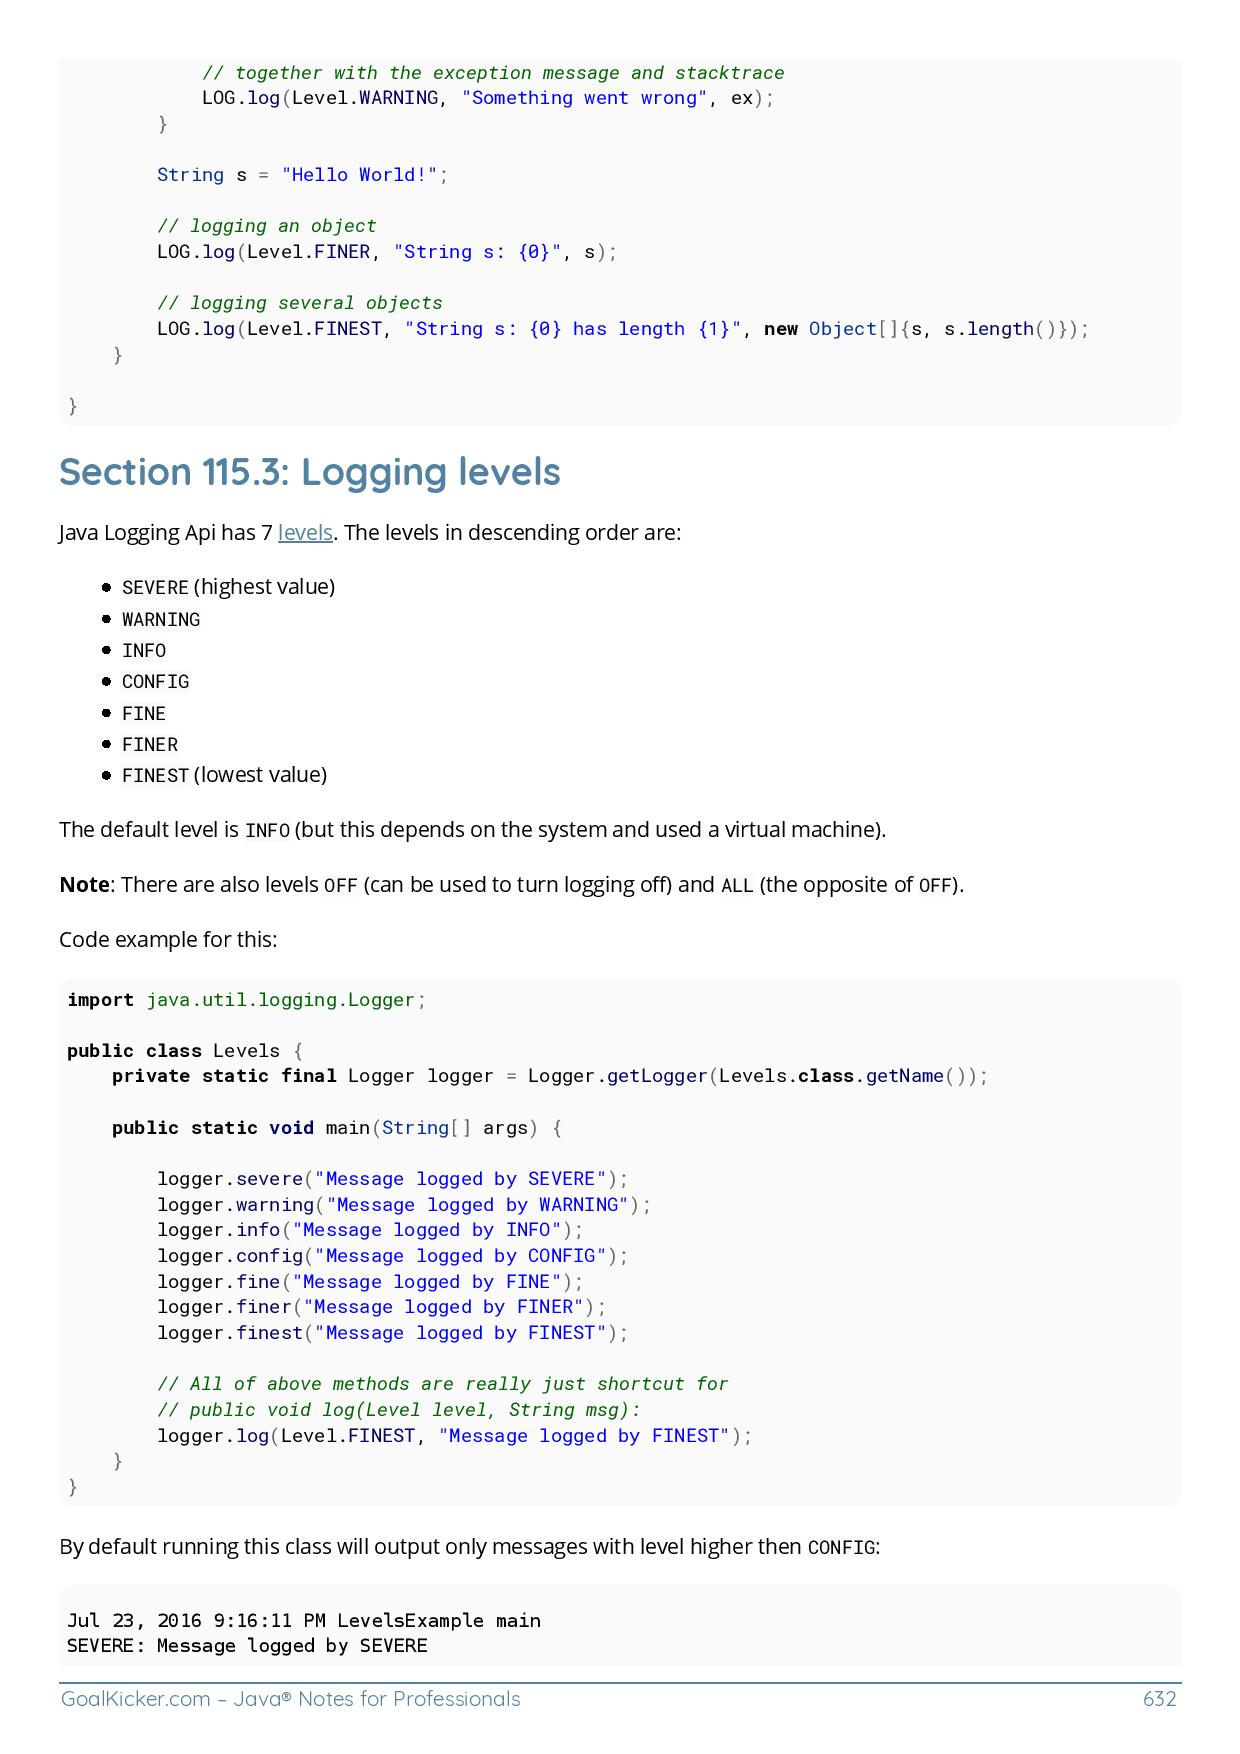 // together with the exception message and stacktrace
            LOG.log(Level.WARNING, "Something went wrong", ex);
        }

        String s = "Hello World!";

        // logging an object
        LOG.log(Level.FINER, "String s: {0}", s);

        // logging several objects
        LOG.log(Level.FINEST, "String s: {0} has length {1}", new Object[]{s, s.length()});
    }

}
Section 115.3: Logging levels
Java Logging Api has 7 levels. The levels in descending order are:
● SEVERE (highest value)
● WARNING
● INFO
● CONFIG
● FINE
● FINER
● FINEST (lowest value)
The default level is INFO (but this depends on the system and used a virtual machine).
Note: There are also levels OFF (can be used to turn logging off) and ALL (the opposite of OFF).
Code example for this:
import java.util.logging.Logger;

public class Levels {
    private static final Logger logger = Logger.getLogger(Levels.class.getName());

    public static void main(String[] args) {

        logger.severe("Message logged by SEVERE");
        logger.warning("Message logged by WARNING");
        logger.info("Message logged by INFO");
        logger.config("Message logged by CONFIG");
        logger.fine("Message logged by FINE");
        logger.finer("Message logged by FINER");
        logger.finest("Message logged by FINEST");

        // All of above methods are really just shortcut for
        // public void log(Level level, String msg):
        logger.log(Level.FINEST, "Message logged by FINEST");
    }
}
By default running this class will output only messages with level higher then CONFIG:
Jul 23, 2016 9:16:11 PM LevelsExample main
SEVERE: Message logged by SEVERE
GoalKicker.com – Java® Notes for Professionals 632